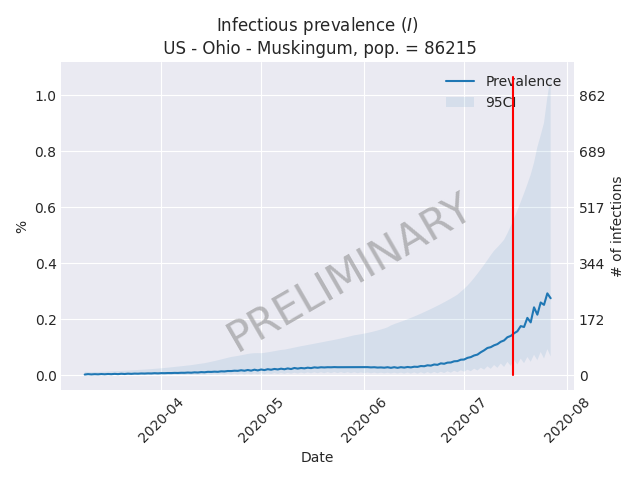 Infectious prevalence (I)
US - Ohio - Muskingum, pop. = 86215
Prevalence
95CI
1.0
0.8
0.6
0.4
0.2
0.0
%
862
689
517
344
172
0
# of infections
PRELIMINARY
2020-04
2020-05
2020-06
2020-07
2020-08
Date